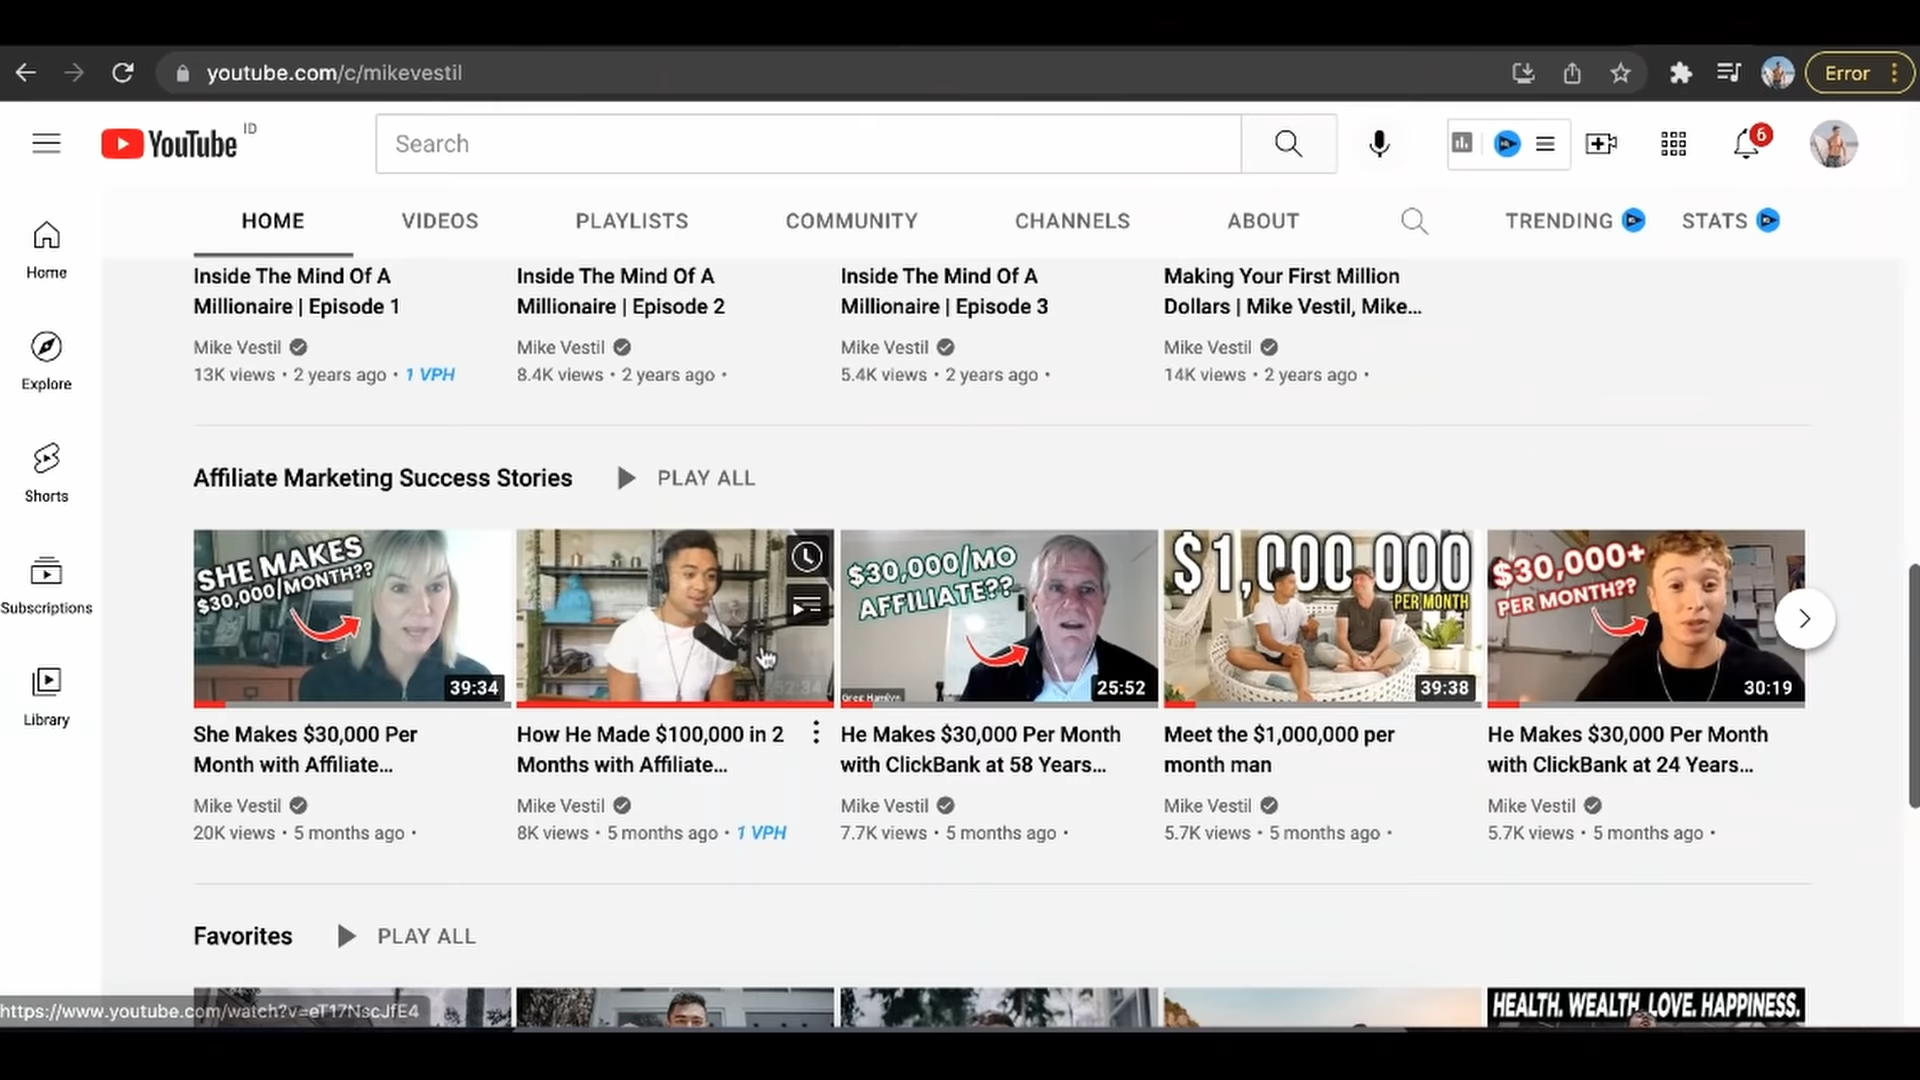 youtube.com/c/mikevestil
Error
YouTube ID
Search
6
HOME VIDEOS PLAYLISTS COMMUNITY CHANNELS ABOUT TRENDING STATS
Home
Explore
Shorts
Subscriptions
Library
Inside The Mind Of A
Millionaire | Episode 1
Mike Vestil
13K views • 2 years ago • 1 VPH
Inside The Mind Of A
Millionaire | Episode 2
Mike Vestil
8.4K views • 2 years ago •
Inside The Mind Of A
Millionaire | Episode 3
Mike Vestil
5.4K views • 2 years ago •
Making Your First Million
Dollars | Mike Vestil, Mike...
Mike Vestil
14K views • 2 years ago •
Affiliate Marketing Success Stories PLAY ALL
SHE MAKES
$30,000/MONTH??
39:34
She Makes $30,000 Per
Month with Affiliate...
Mike Vestil
20K views • 5 months ago •
52:34
How He Made $100,000 in 2
Months with Affiliate...
Mike Vestil
8K views • 5 months ago • 1 VPH
$30,000/MO
AFFILIATE??
25:52
He Makes $30,000 Per Month
with ClickBank at 58 Years...
Mike Vestil
7.7K views • 5 months ago •
$1,000,000
PER MONTH
39:38
Meet the $1,000,000 per
month man
Mike Vestil
5.7K views • 5 months ago •
$30,000+
PER MONTH??
30:19
He Makes $30,000 Per Month
with ClickBank at 24 Years...
Mike Vestil
5.7K views • 5 months ago •
Favorites PLAY ALL
HEALTH. WEALTH. LOVE. HAPPINESS.
https://www.youtube.com/watch?v=eT17NscJfE4